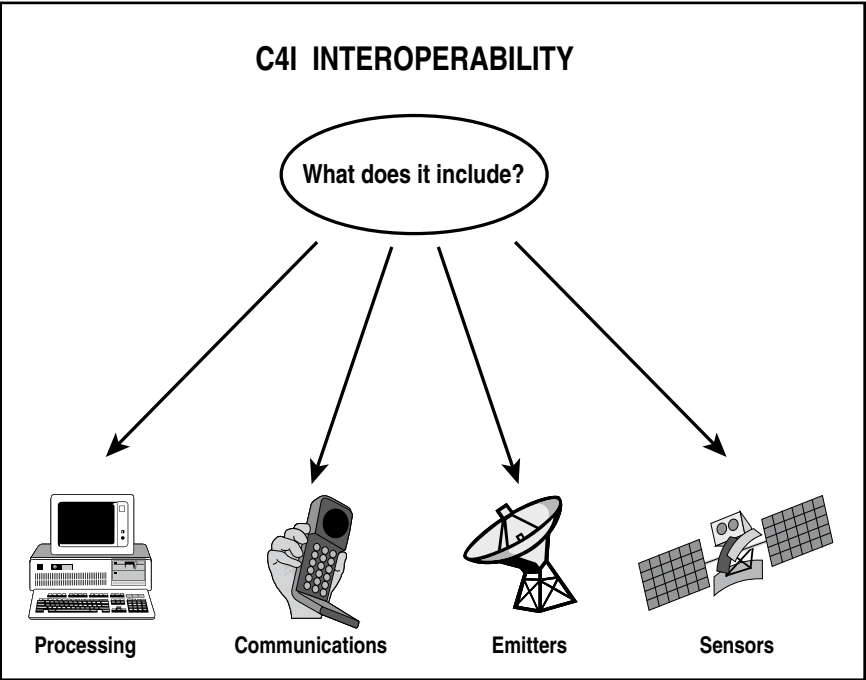 C4I INTEROPERABILITY
What does it include?
Processing
Communications
Emitters
Sensors